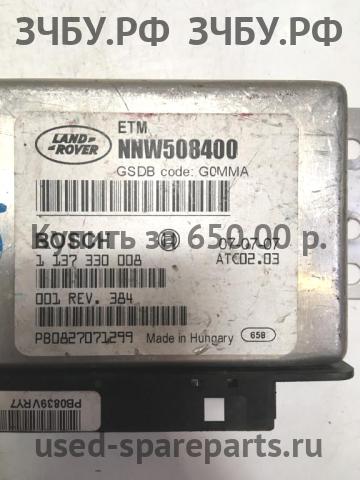 ЗЧБУ.РФ ЗЧБУ.РФ
LAND-ROVER
ETM
NNW508400
GSDB code: G0MMA
Купить за 650.00 р.
BOSCH 07-07-07
1 137 330 008 ATC02.03
001 REV. 384
PB0827071299 Made in Hungary 658
PB0839VRY7
used-spareparts.ru